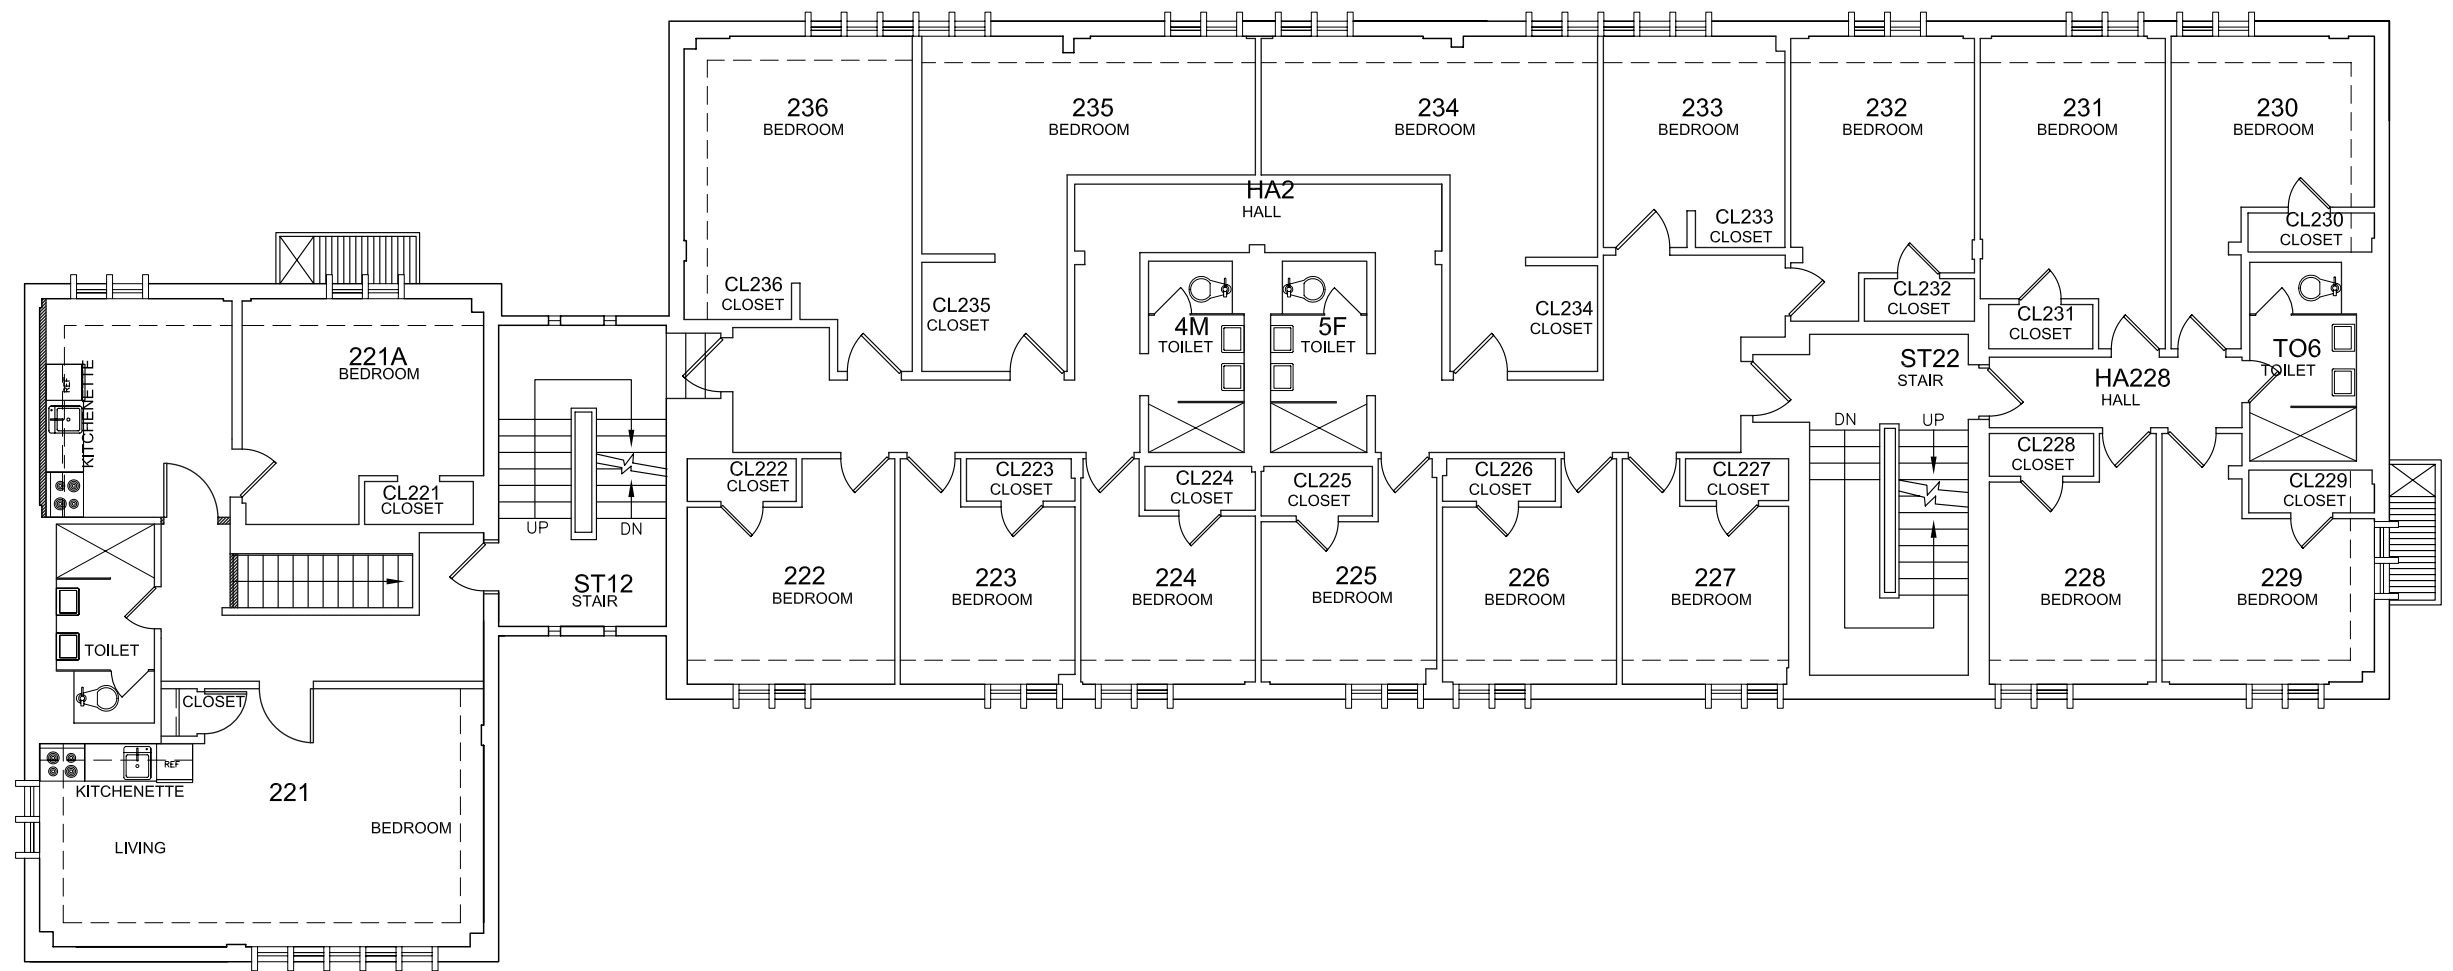 236
BEDROOM
235
BEDROOM
234
BEDROOM
233
BEDROOM
232
BEDROOM
231
BEDROOM
230
BEDROOM
HA2
HALL
CL233
CLOSET
CL230
CLOSET
CL236
CLOSET
CL235
CLOSET
4M
TOILET
5F
TOILET
CL234
CLOSET
CL232
CLOSET
CL231
CLOSET
TO6
TOILET
221A
BEDROOM
KITCHENETTE
REF
ST22
STAIR
HA228
HALL
DN
UP
CL221
CLOSET
UP
DN
CL222
CLOSET
CL223
CLOSET
CL224
CLOSET
CL225
CLOSET
CL226
CLOSET
CL227
CLOSET
CL228
CLOSET
CL229
CLOSET
ST12
STAIR
222
BEDROOM
223
BEDROOM
224
BEDROOM
225
BEDROOM
226
BEDROOM
227
BEDROOM
228
BEDROOM
229
BEDROOM
TOILET
CLOSET
REF
KITCHENETTE
221
BEDROOM
LIVING